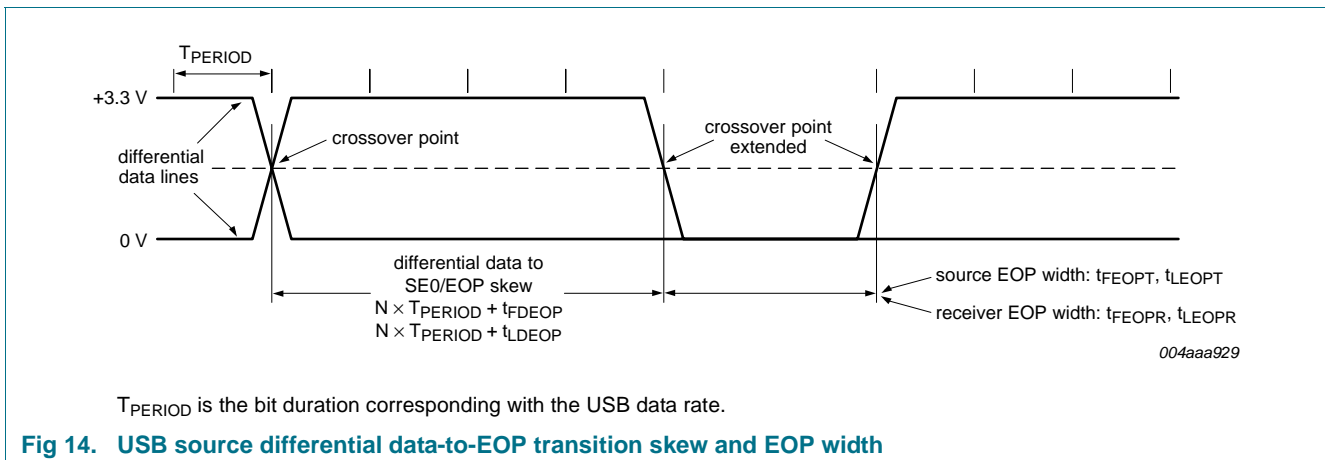 TPERIOD
+3.3 V
crossover point
crossover point
extended
differential
data lines
0 V
differential data to
SE0/EOP skew
N × TPERIOD + tFDEOP
N × TPERIOD + tLDEOP
source EOP width: tFEOPT, tLEOPT
receiver EOP width: tFEOPR, tLEOPR
004aaa929
TPERIOD is the bit duration corresponding with the USB data rate.
Fig 14. USB source differential data-to-EOP transition skew and EOP width